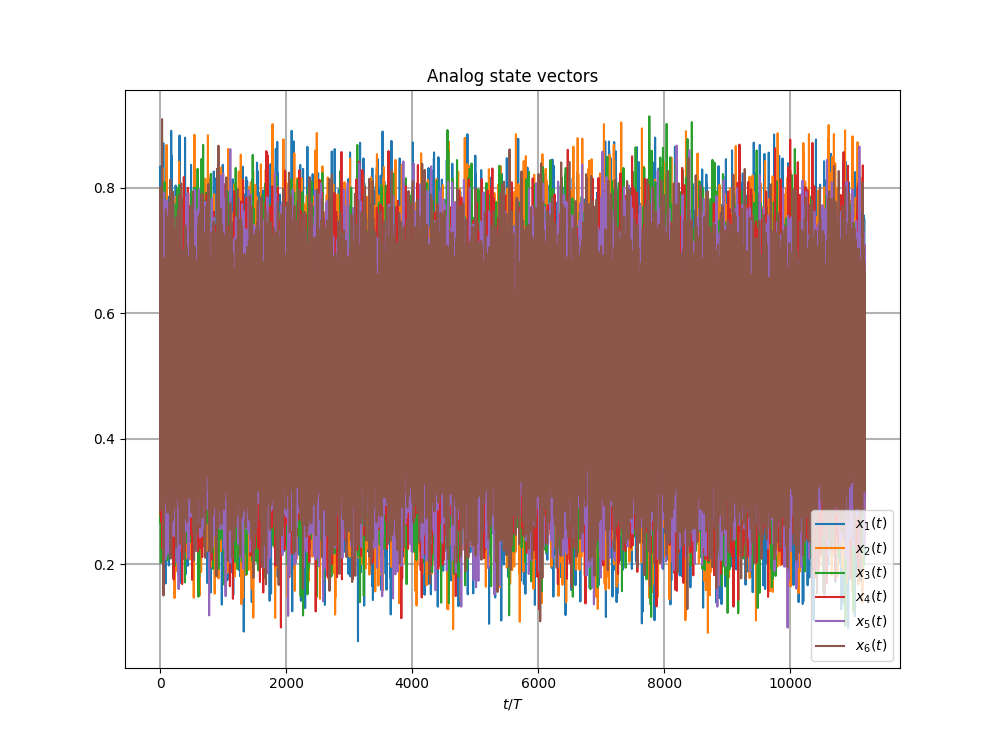 Analog state vectors
0.8
0.6
0.4
0.2
x₁(t)
x₂(t)
x₃(t)
x₄(t)
x₅(t)
x₆(t)
0 2000 4000 6000 8000 10000
t/T